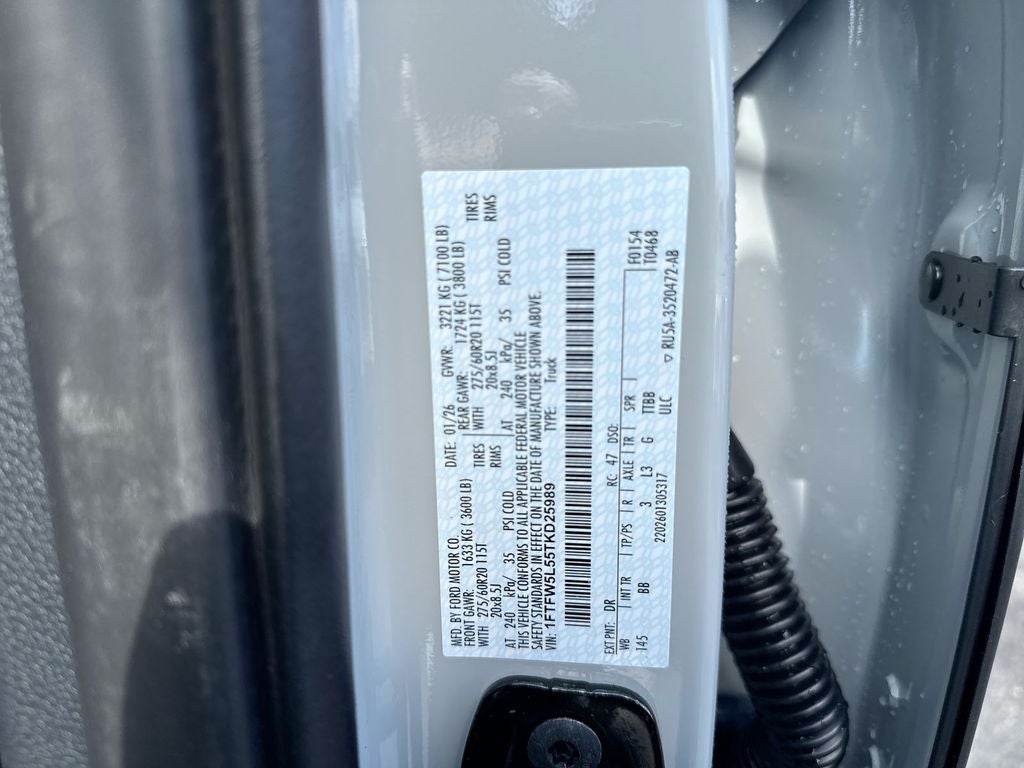 MFD. BY FORD MOTOR CO.
DATE: 01/26 GVWR: 3221 KG ( 7100 LB)
FRONT GAWR: 1633 KG ( 3600 LB)
REAR GAWR: 1724 KG ( 3800 LB)
WITH 275/60R20 115T TIRES
WITH 275/60R20 115T TIRES
20x8.5J RIMS
20x8.5J RIMS
AT 240 kPa/ 35 PSI COLD
AT 240 kPa/ 35 PSI COLD
THIS VEHICLE CONFORMS TO ALL APPLICABLE FEDERAL MOTOR VEHICLE
SAFETY STANDARDS IN EFFECT ON THE DATE OF MANUFACTURE SHOWN ABOVE.
VIN: 1FTFW5L55TKD25989 TYPE: Truck
EXT PNT: DR RC: 47 DSO: F0154
WB INT TR TP/PS R AXLE TR SPR T0468
145 BB 3 L3 G TTBB
ULC
2202601305317 ▽ RU5A-3520472-AB